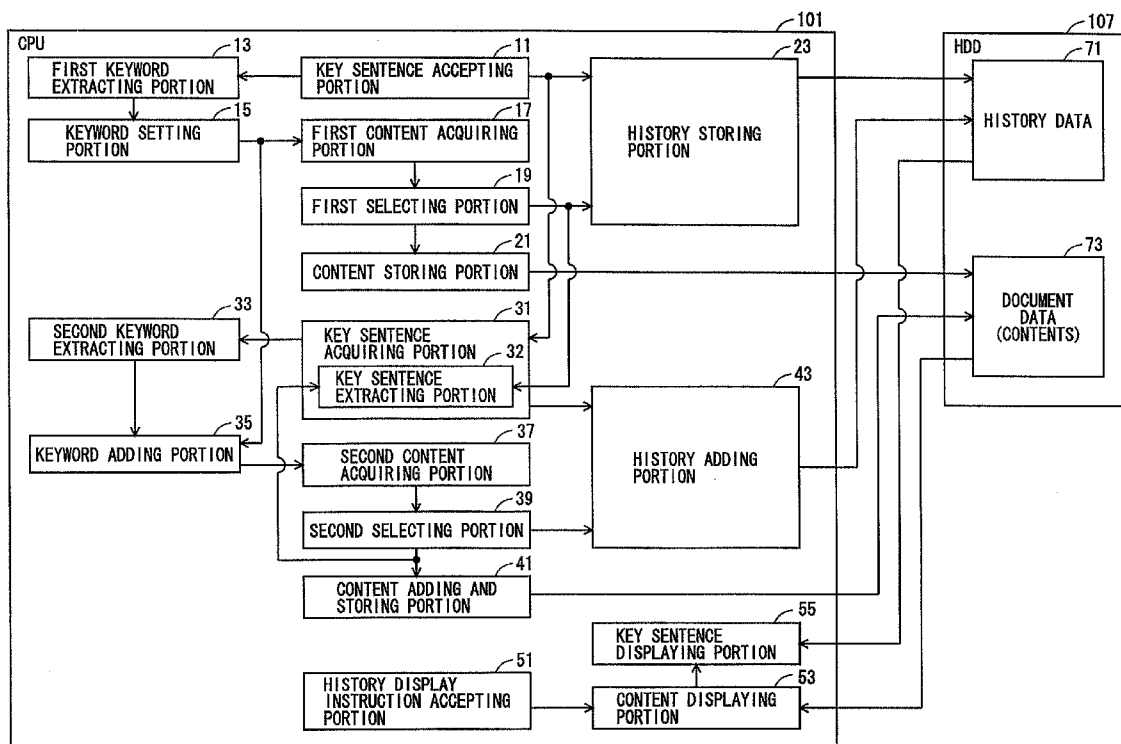 101
107
CPU
HDD
13
FIRST KEYWORD
EXTRACTING PORTION
11
KEY SENTENCE ACCEPTING
PORTION
23
HISTORY STORING
PORTION
71
HISTORY DATA
15
KEYWORD SETTING
PORTION
17
FIRST CONTENT ACQUIRING
PORTION
19
FIRST SELECTING PORTION
21
CONTENT STORING PORTION
73
DOCUMENT
DATA
(CONTENTS)
33
SECOND KEYWORD
EXTRACTING PORTION
31
KEY SENTENCE
ACQUIRING PORTION
32
KEY SENTENCE
EXTRACTING PORTION
43
HISTORY ADDING
PORTION
35
KEYWORD ADDING PORTION
37
SECOND CONTENT
ACQUIRING PORTION
39
SECOND SELECTING PORTION
41
CONTENT ADDING AND
STORING PORTION
55
KEY SENTENCE
DISPLAYING PORTION
51
HISTORY DISPLAY
INSTRUCTION ACCEPTING
PORTION
53
CONTENT DISPLAYING
PORTION